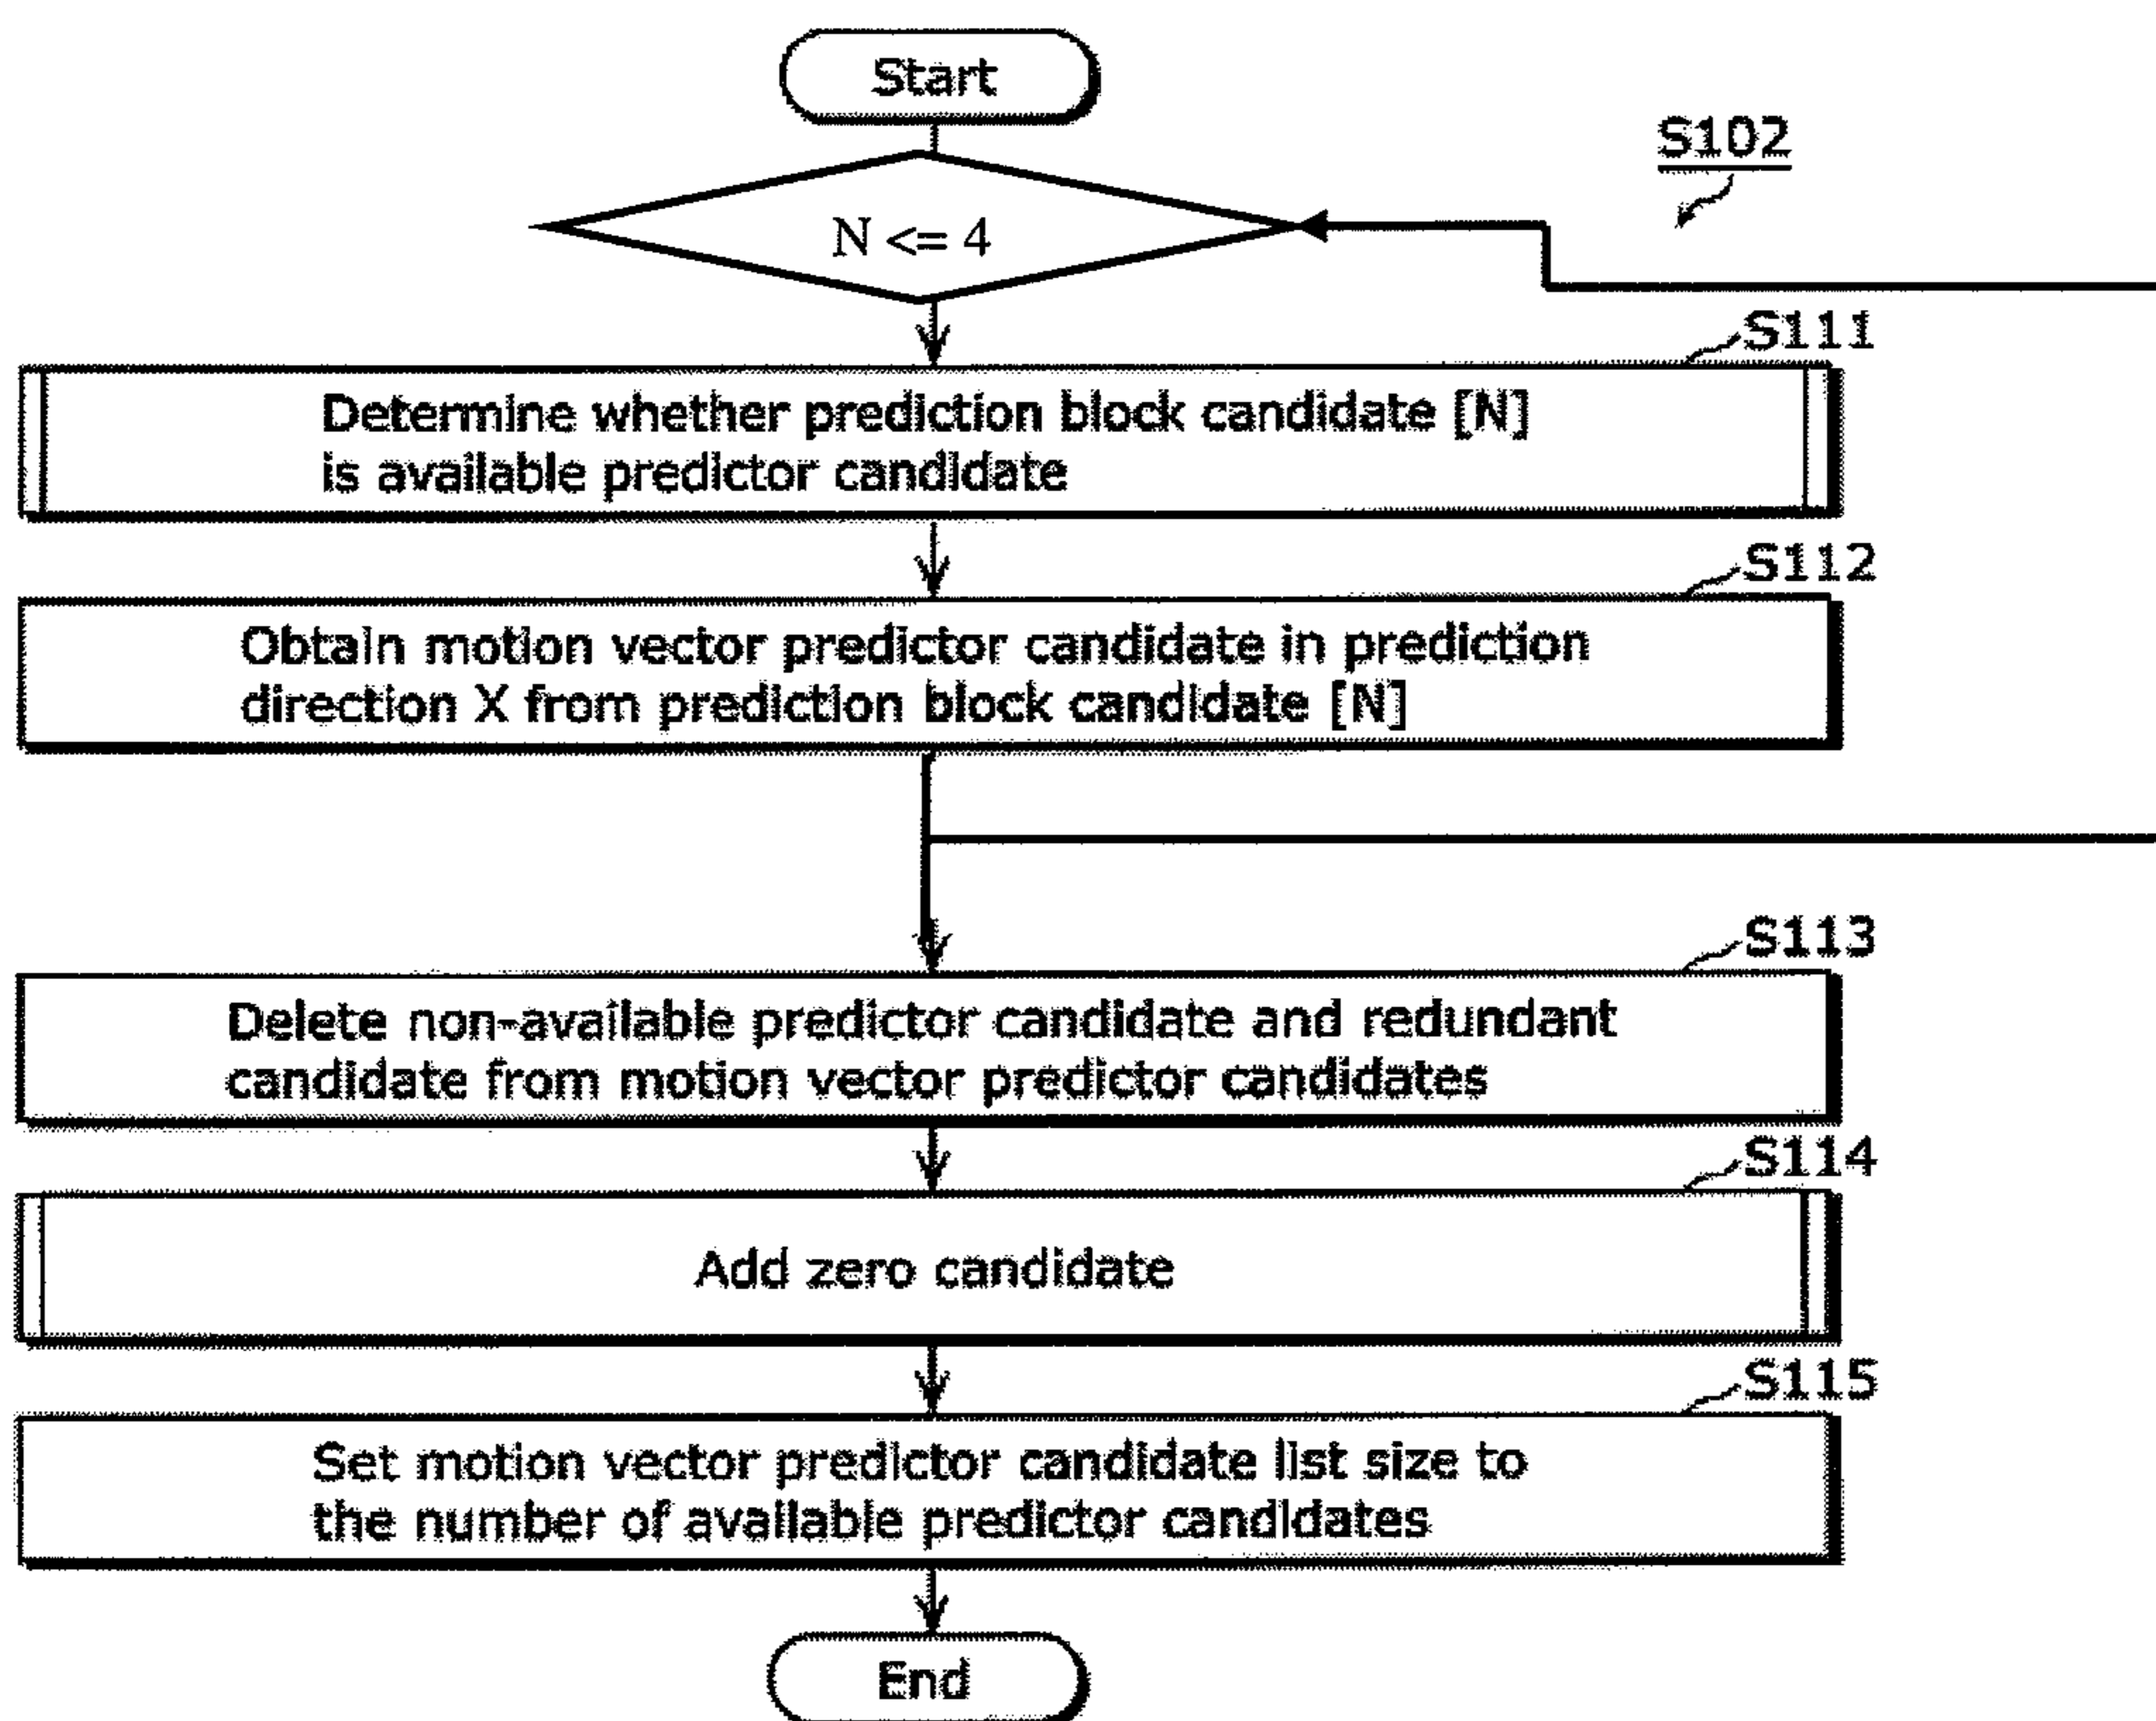 Start
S102
N <= 4
S111
Determine whether prediction block candidate [N]
is available predictor candidate
S112
Obtain motion vector predictor candidate in prediction
direction X from prediction block candidate [N]
S113
Delete non-available predictor candidate and redundant
candidate from motion vector predictor candidates
S114
Add zero candidate
S115
Set motion vector predictor candidate list size to
the number of available predictor candidates
End